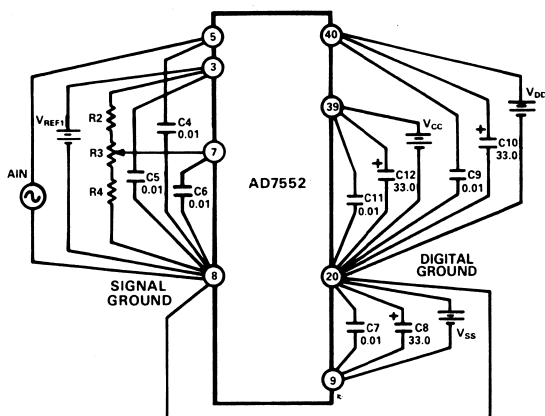 5
40
3
VREF1
R2
C4
0.01
39
VCC
VDD
C10
33.0
R3
7
AD7552
C12
33.0
C9
0.01
AIN
R4
C5
0.01
C6
0.01
C11
0.01
8
20
SIGNAL
GROUND
DIGITAL
GROUND
C7
0.01
C8
33.0
VSS
9